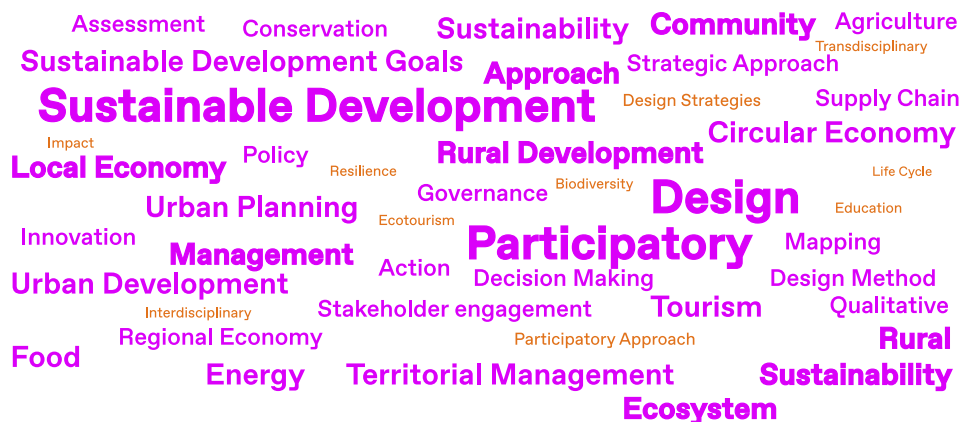 Assessment
Conservation
Sustainability
Community
Agriculture
Transdisciplinary
Sustainable Development Goals
Approach
Strategic Approach
Sustainable Development
Design Strategies
Supply Chain
Circular Economy
Impact
Local Economy
Policy
Resilience
Rural Development
Life Cycle
Governance
Biodiversity
Design
Education
Urban Planning
Ecotourism
Innovation
Management
Participatory
Mapping
Action
Urban Development
Decision Making
Design Method
Interdisciplinary
Stakeholder engagement
Tourism
Qualitative
Regional Economy
Participatory Approach
Rural
Sustainability
Food
Energy
Territorial Management
Ecosystem